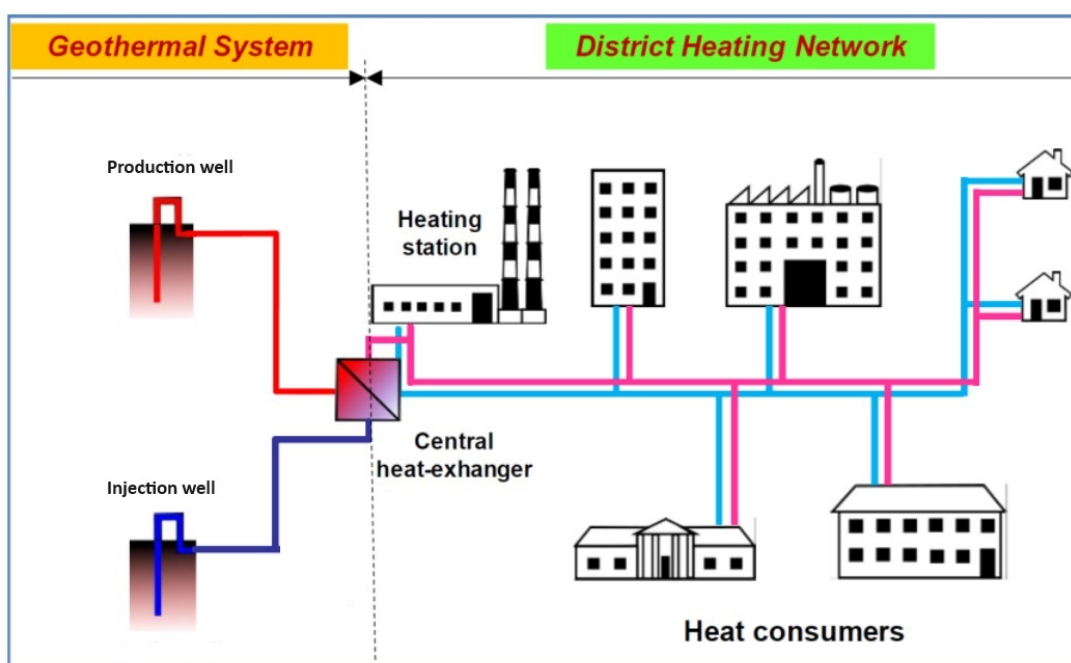 Geothermal System
District Heating Network
Production well
Heating
station
Central
heat-exhanger
Injection well
Heat consumers